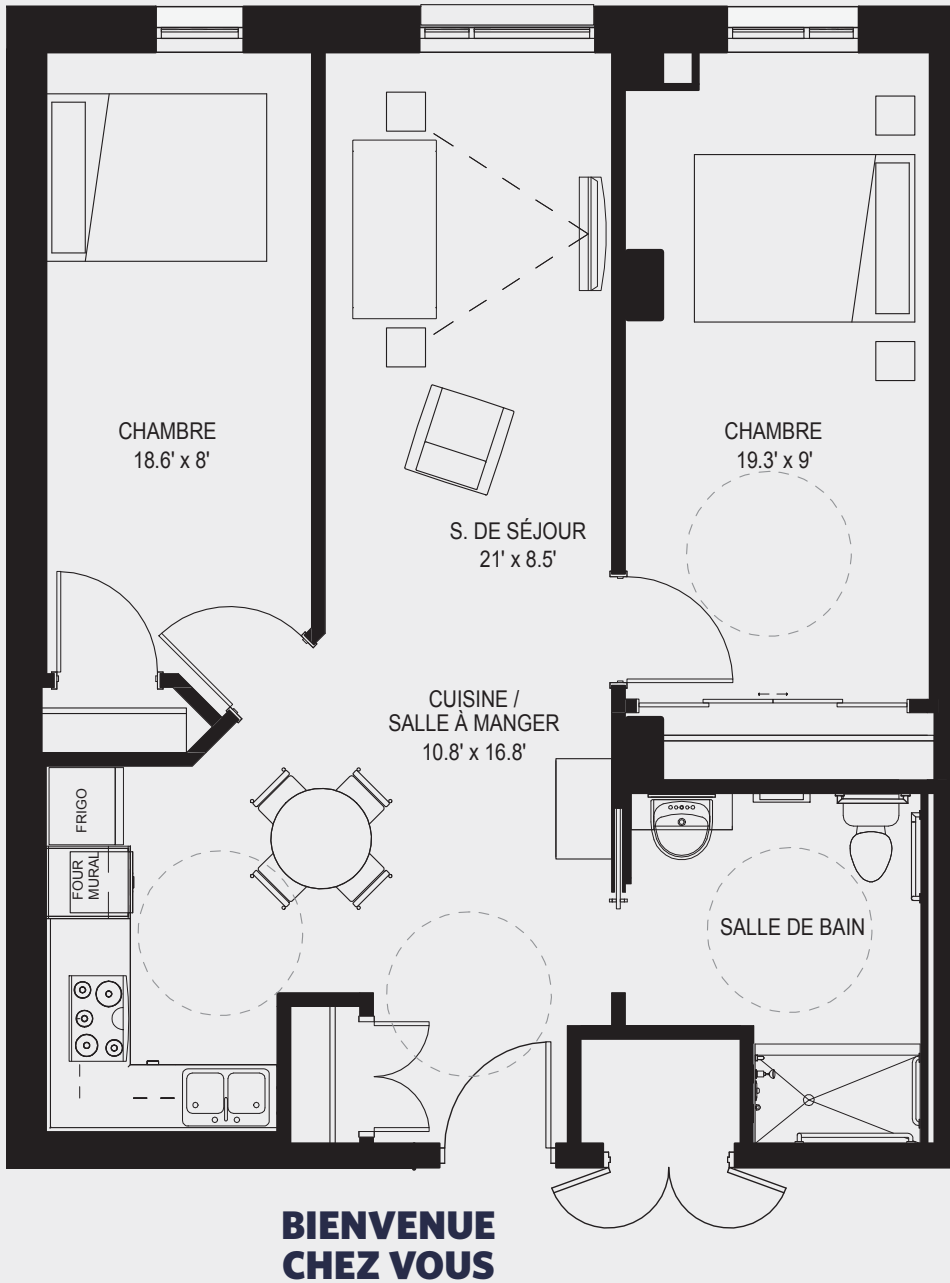 CHAMBRE
18.6' x 8'
CHAMBRE
19.3' x 9'
S. DE SÉJOUR
21' x 8.5'
CUISINE /
SALLE À MANGER
10.8' x 16.8'
FRIGO
FOUR
MURAL
SALLE DE BAIN
BIENVENUE
CHEZ VOUS